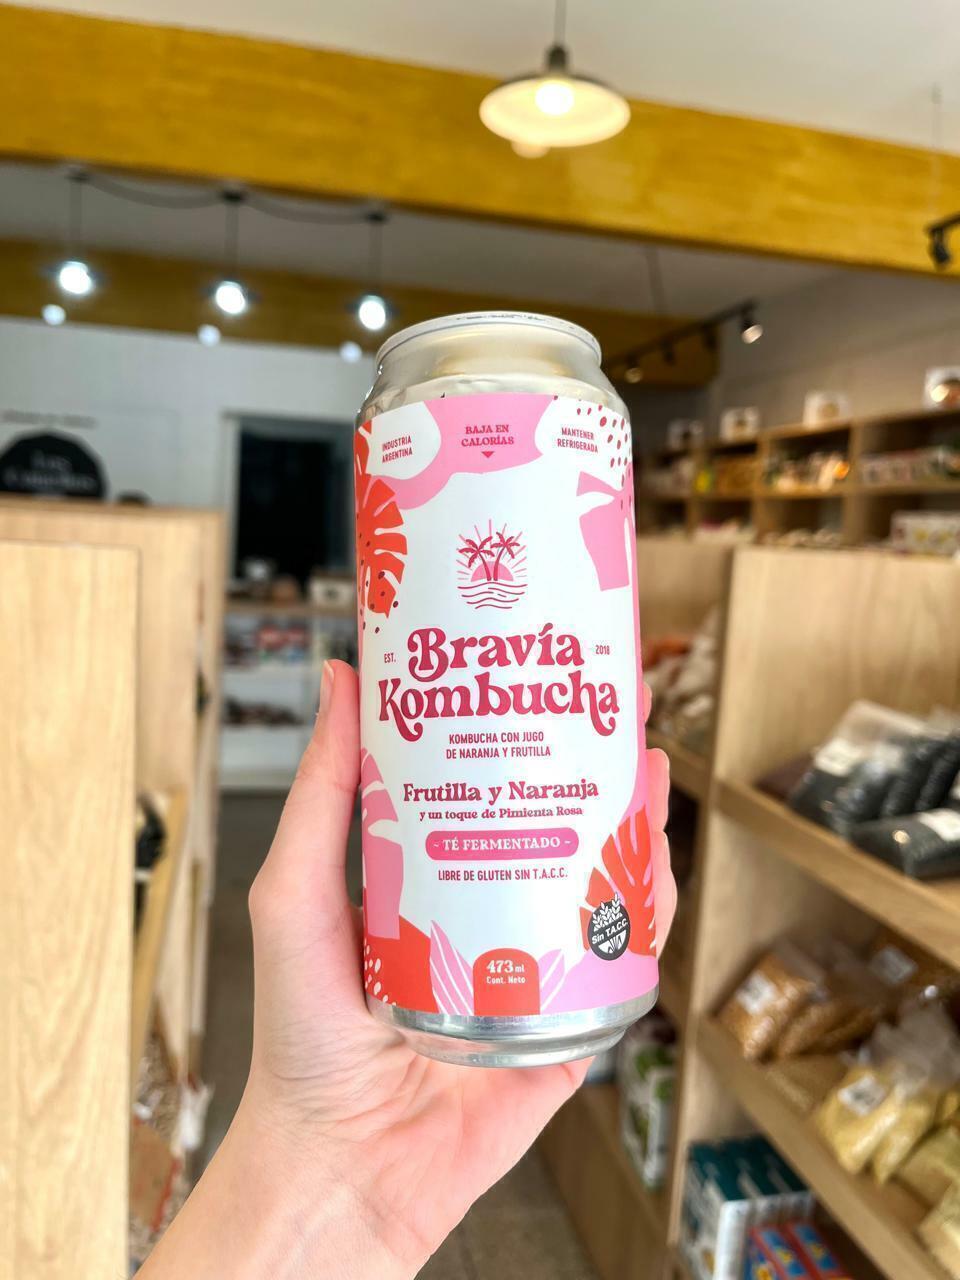 INDUSTRIA
ARGENTINA
BAJA EN
CALORÍAS
MANTENER
REFRIGERADA
Bravía
EST. 2018
Kombucha
KOMBUCHA CON JUGO
DE NARANJA Y FRUTILLA
Frutilla y Naranja
y un toque de Pimienta Rosa
~ TÉ FERMENTADO ~
LIBRE DE GLUTEN SIN T.A.C.C.
Sin T.A.C.C.
473 ml
Cont. Neto